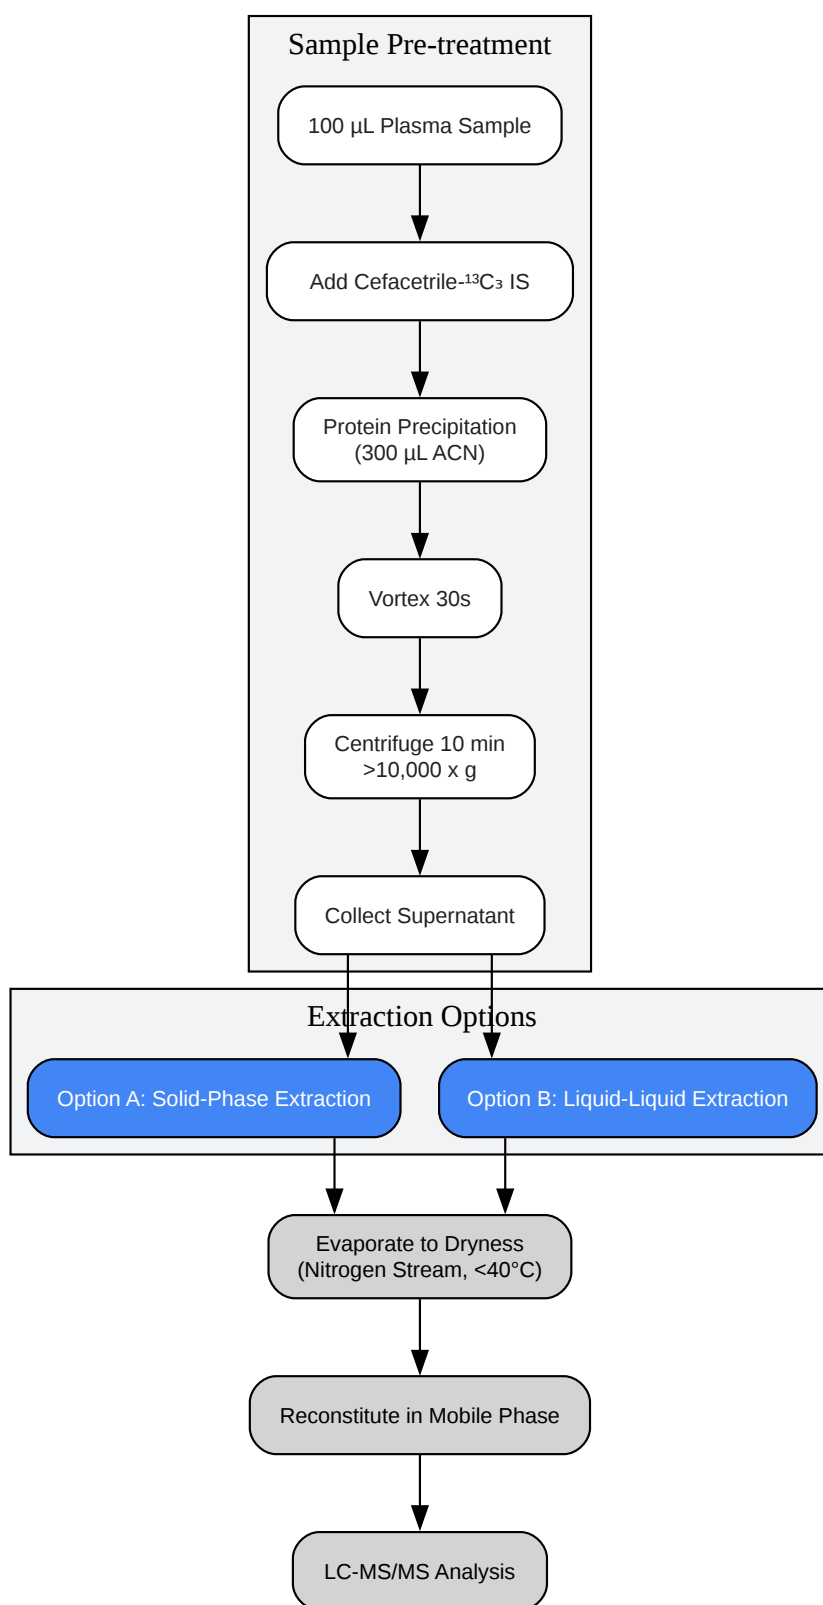 Sample Pre-treatment
100 µL Plasma Sample
Add Cefacetrile-¹³C₃ IS
Protein Precipitation
(300 µL ACN)
Vortex 30s
Centrifuge 10 min
>10,000 x g
Collect Supernatant
Extraction Options
Option A: Solid-Phase Extraction
Option B: Liquid-Liquid Extraction
Evaporate to Dryness
(Nitrogen Stream, <40°C)
Reconstitute in Mobile Phase
LC-MS/MS Analysis